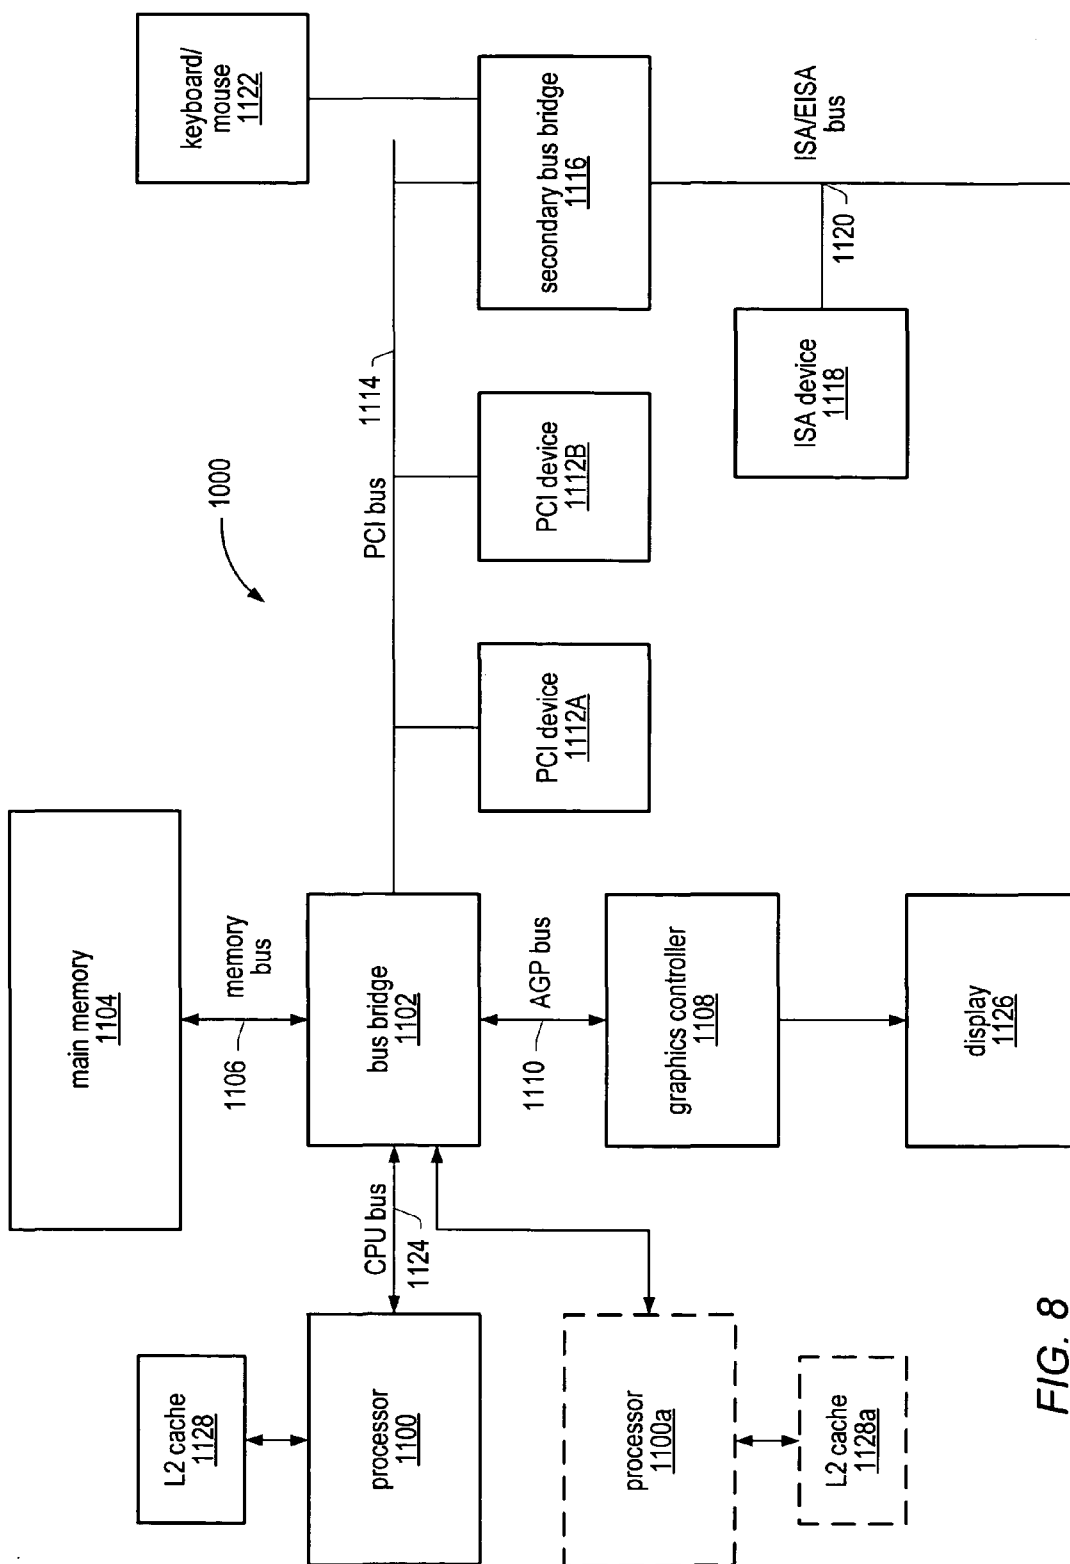 main memory
1104
L2 cache
1128
1106
memory
bus
keyboard/
mouse
1122
1000
processor
1100
CPU bus
1124
bus bridge
1102
PCI bus
1114
processor
1100a
1110
AGP bus
PCI device
1112A
PCI device
1112B
secondary bus bridge
1116
L2 cache
1128a
graphics controller
1108
ISA device
1118
1120
ISA/EISA
bus
display
1126
FIG. 8